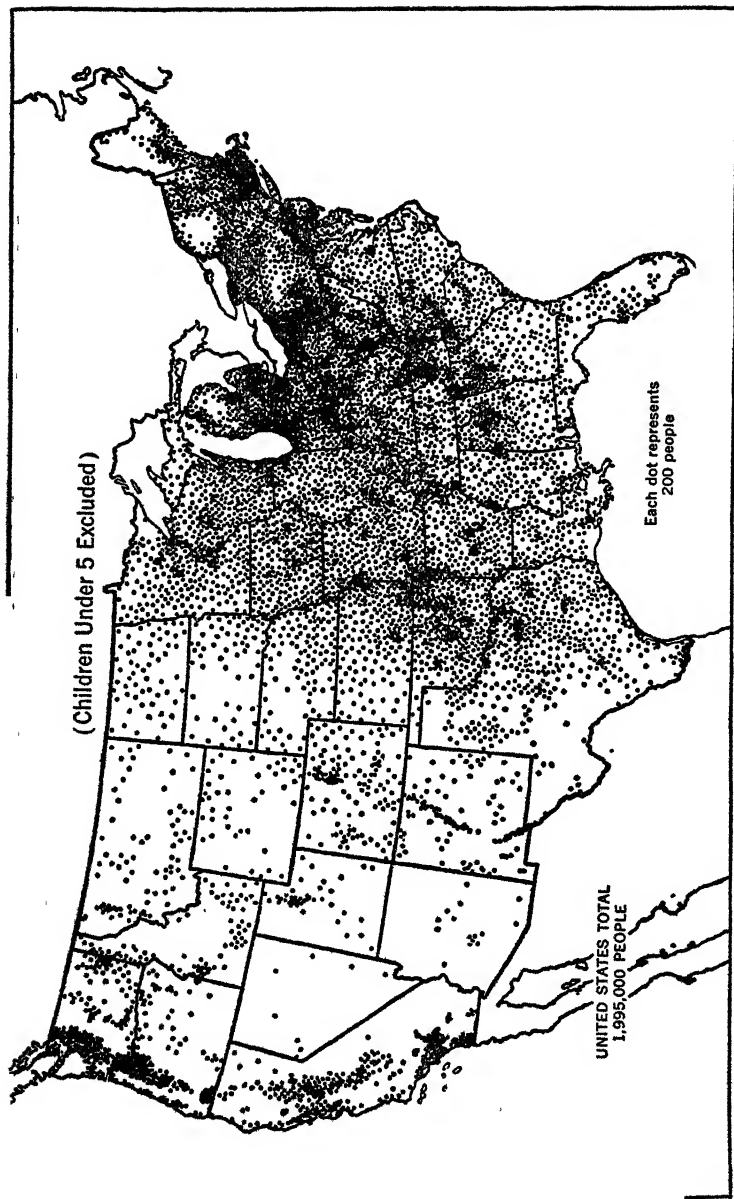 (Children Under 5 Excluded)
Each dot represents
200 people
UNITED STATES TOTAL
1,995,000 PEOPLE